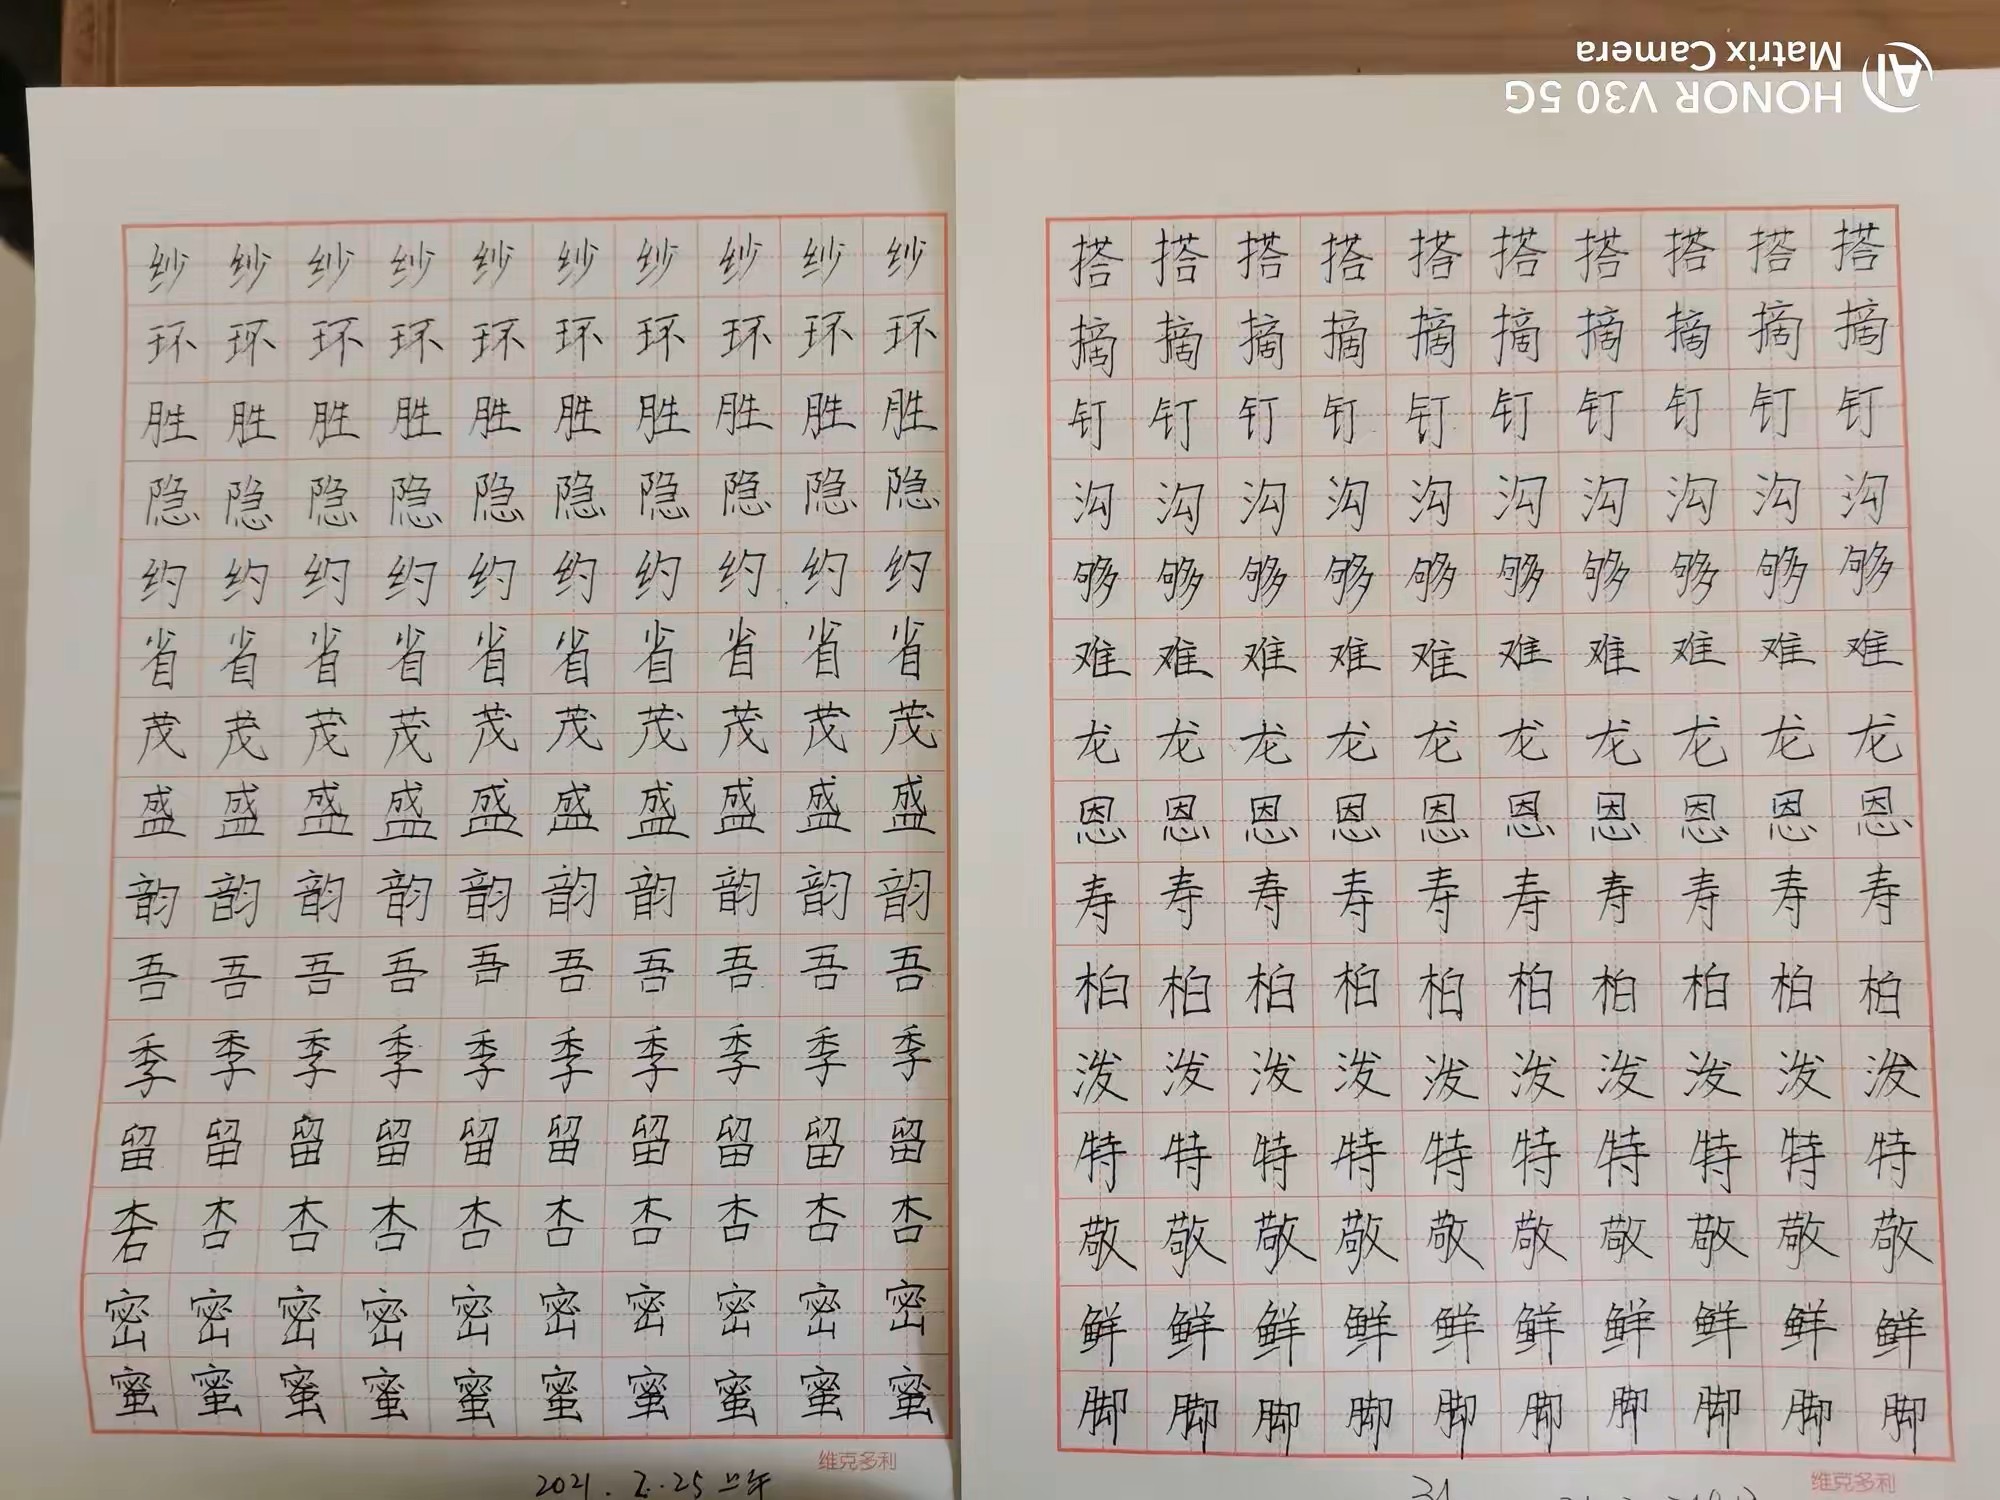 纱纱纱纱纱纱纱纱纱纱
环环环环环环环环环环
胜胜胜胜胜胜胜胜胜胜
隐隐隐隐隐隐隐隐隐隐
约约约约约约约约约约
省省省省省省省省省省
茂茂茂茂茂茂茂茂茂茂
盛盛盛盛盛盛盛盛盛盛
韵韵韵韵韵韵韵韵韵韵
吾吾吾吾吾吾吾吾吾吾
季季季季季季季季季季
留留留留留留留留留留
杏杏杏杏杏杏杏杏杏杏
密密密密密密密密密密
蜜蜜蜜蜜蜜蜜蜜蜜蜜蜜
维克多利
2021.2.25上午
搭搭搭搭搭搭搭搭搭搭
摘摘摘摘摘摘摘摘摘摘
钉钉钉钉钉钉钉钉钉钉
沟沟沟沟沟沟沟沟沟沟
够够够够够够够够够够
难难难难难难难难难难
龙龙龙龙龙龙龙龙龙龙
恩恩恩恩恩恩恩恩恩恩
寿寿寿寿寿寿寿寿寿寿
柏柏柏柏柏柏柏柏柏柏
泼泼泼泼泼泼泼泼泼泼
特特特特特特特特特特
敬敬敬敬敬敬敬敬敬敬
鲜鲜鲜鲜鲜鲜鲜鲜鲜鲜
脚脚脚脚脚脚脚脚脚脚
维克多利
HONOR V30 5G
Matrix Camera
AI